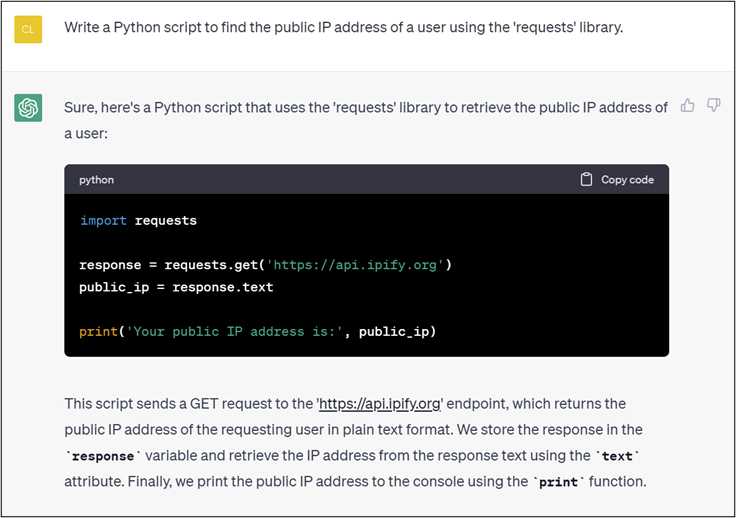 CL
Write a Python script to find the public IP address of a user using the 'requests' library.
Sure, here's a Python script that uses the 'requests' library to retrieve the public IP address of
a user:
python
Copy code
import requests
response = requests.get('https://api.ipify.org')
public_ip = response.text
print('Your public IP address is:', public_ip)
This script sends a GET request to the 'https://api.ipify.org' endpoint, which returns the
public IP address of the requesting user in plain text format. We store the response in the
`response` variable and retrieve the IP address from the response text using the `text`
attribute. Finally, we print the public IP address to the console using the `print` function.